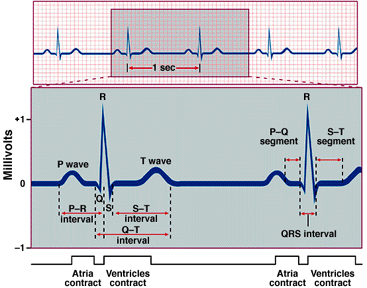 1 sec
R
R
+1
Millivolts
0
–1
P wave
T wave
P–Q
segment
S–T
segment
Q
S
P–R
interval
S–T
interval
Q–T
interval
QRS interval
Atria
contract
Ventricles
contract
Atria
contract
Ventricles
contract